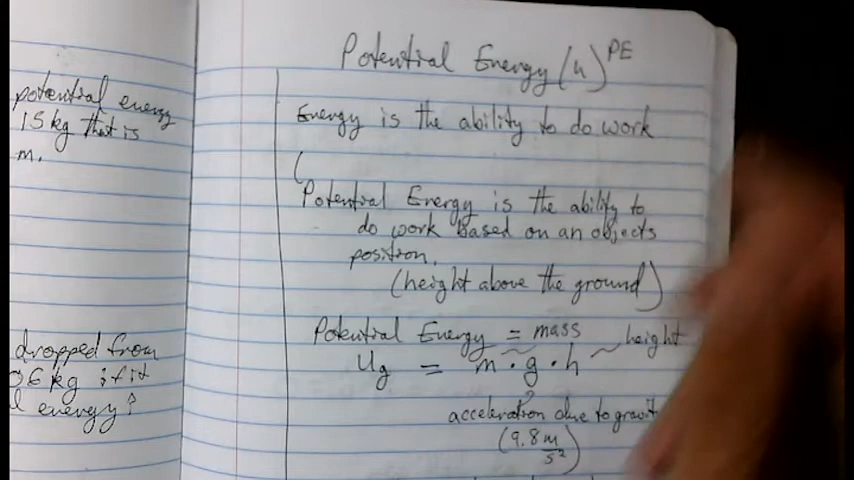 potential energy
15 kg that is
m.
dropped from
6 kg if it
energy?
Potential Energy (u) PE
Energy is the ability to do work
(
Potential Energy is the ability to
do work based on an objects
position.
(height above the ground)
Potential Energy = mass height
Ug = m · g · h
acceleration due to gravit
(9.8 m/s²)